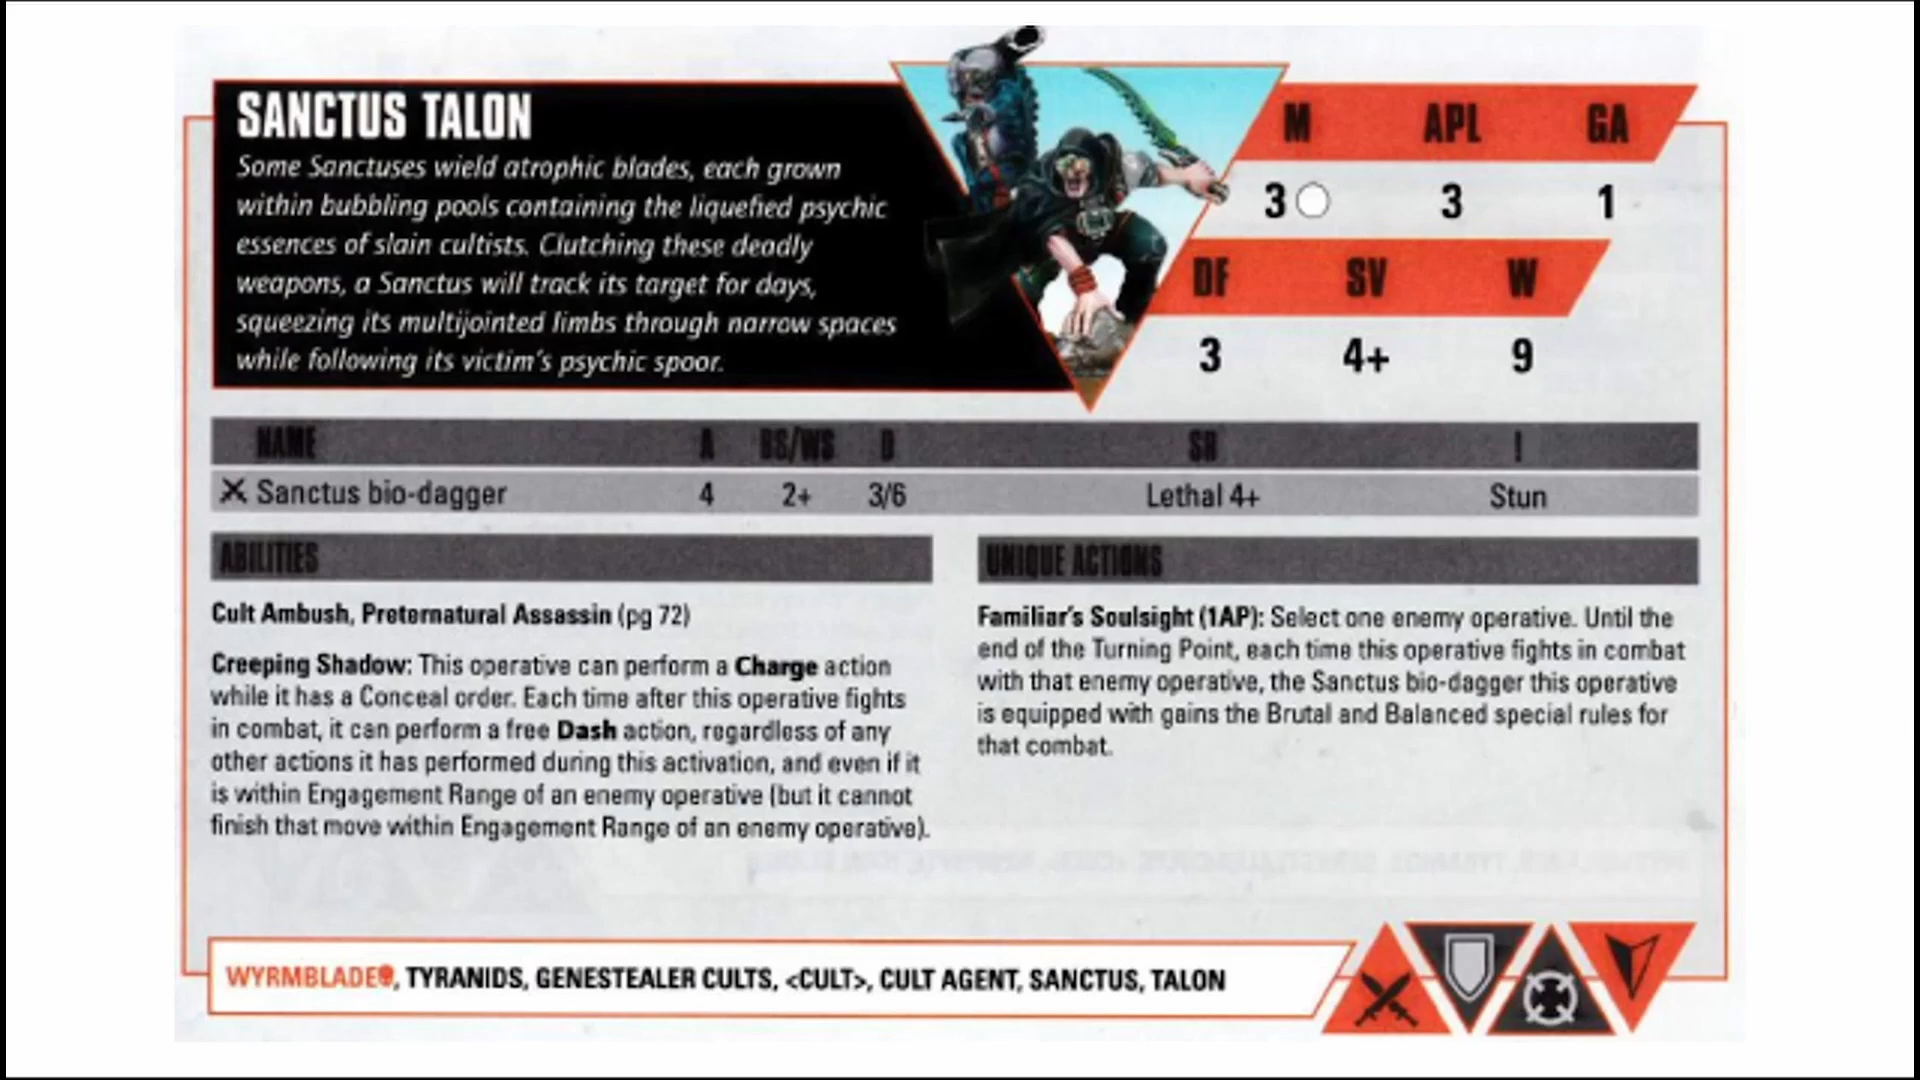 SANCTUS TALON
Some Sanctuses wield atrophic blades, each grown
within bubbling pools containing the liquefied psychic
essences of slain cultists. Clutching these deadly
weapons, a Sanctus will track its target for days,
squeezing its multijointed limbs through narrow spaces
while following its victim's psychic spoor.
M APL GA
3 3 1
DF SV W
3 4+ 9
NAME A BS/WS D SR !
Sanctus bio-dagger 4 2+ 3/6 Lethal 4+ Stun
ABILITIES
Cult Ambush, Preternatural Assassin (pg 72)
Creeping Shadow: This operative can perform a Charge action
while it has a Conceal order. Each time after this operative fights
in combat, it can perform a free Dash action, regardless of any
other actions it has performed during this activation, and even if it
is within Engagement Range of an enemy operative (but it cannot
finish that move within Engagement Range of an enemy operative).
UNIQUE ACTIONS
Familiar's Soulsight (1AP): Select one enemy operative. Until the
end of the Turning Point, each time this operative fights in combat
with that enemy operative, the Sanctus bio-dagger this operative
is equipped with gains the Brutal and Balanced special rules for
that combat.
WYRMBLADE, TYRANIDS, GENESTEALER CULTS, <CULT>, CULT AGENT, SANCTUS, TALON